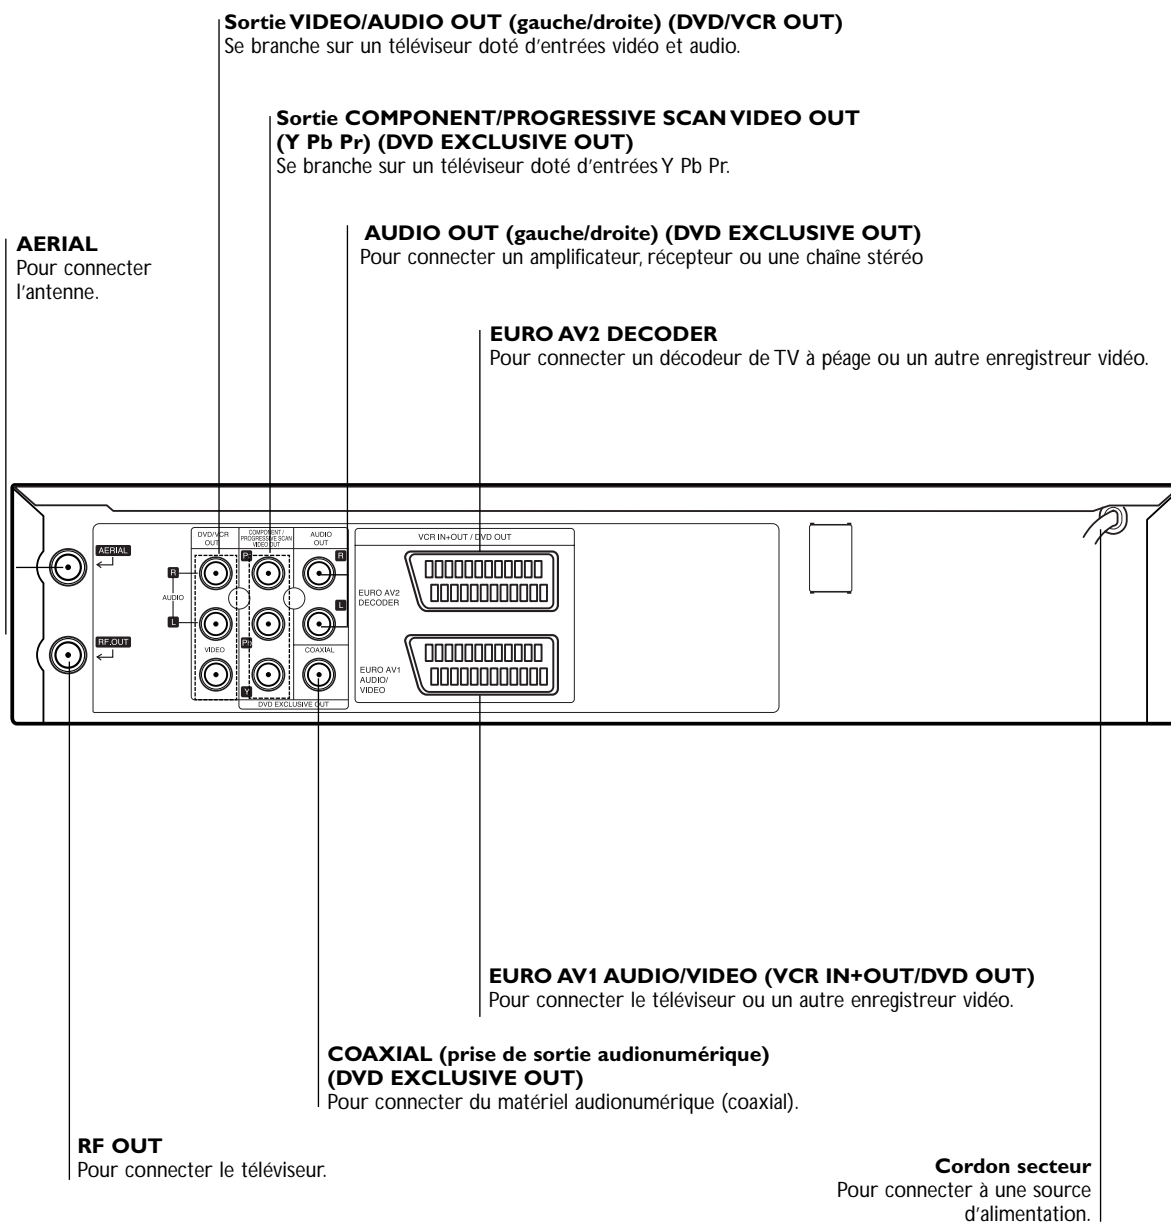 Sortie VIDEO/AUDIO OUT (gauche/droite) (DVD/VCR OUT)
Se branche sur un téléviseur doté d'entrées vidéo et audio.
Sortie COMPONENT/PROGRESSIVE SCAN VIDEO OUT
(Y Pb Pr) (DVD EXCLUSIVE OUT)
Se branche sur un téléviseur doté d'entrées Y Pb Pr.
AERIAL
Pour connecter
l'antenne.
AUDIO OUT (gauche/droite) (DVD EXCLUSIVE OUT)
Pour connecter un amplificateur, récepteur ou une chaîne stéréo
EURO AV2 DECODER
Pour connecter un décodeur de TV à péage ou un autre enregistreur vidéo.
AERIAL
RF.OUT
DVD/VCR
OUT
R
AUDIO
L
VIDEO
COMPONENT /
PROGRESSIVE SCAN
VIDEO OUT
Pr
Pb
Y
AUDIO
OUT
R
L
COAXIAL
DVD EXCLUSIVE OUT
VCR IN+OUT / DVD OUT
EURO AV2
DECODER
EURO AV1
AUDIO/
VIDEO
EURO AV1 AUDIO/VIDEO (VCR IN+OUT/DVD OUT)
Pour connecter le téléviseur ou un autre enregistreur vidéo.
COAXIAL (prise de sortie audionumérique)
(DVD EXCLUSIVE OUT)
Pour connecter du matériel audionumérique (coaxial).
RF OUT
Pour connecter le téléviseur.
Cordon secteur
Pour connecter à une source
d'alimentation.